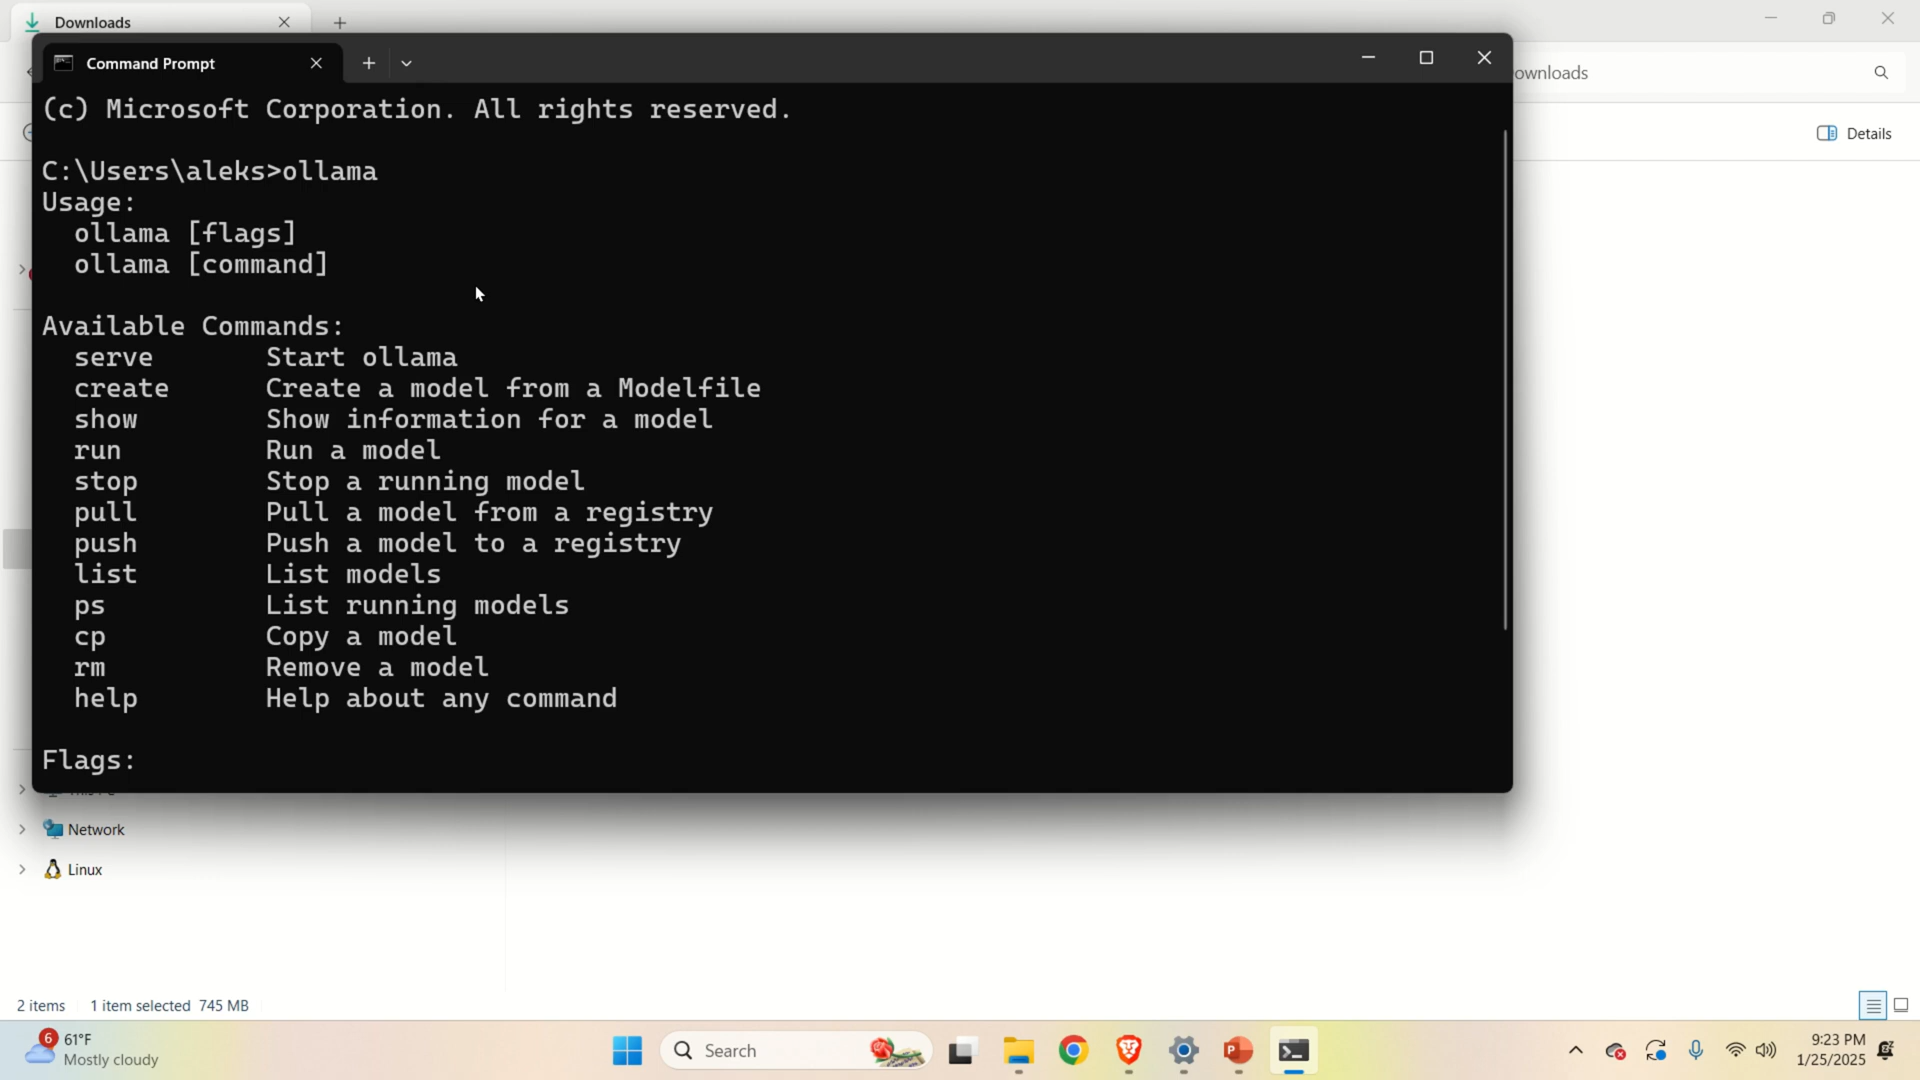 Downloads
Command Prompt
ownloads
Details
(c) Microsoft Corporation. All rights reserved.
C:\Users\aleks>ollama
Usage:
ollama [flags]
ollama [command]
Available Commands:
serve Start ollama
create Create a model from a Modelfile
show Show information for a model
run Run a model
stop Stop a running model
pull Pull a model from a registry
push Push a model to a registry
list List models
ps List running models
cp Copy a model
rm Remove a model
help Help about any command
Flags:
Network
Linux
2 items 1 item selected 745 MB
6
61°F
Mostly cloudy
Search
9:23 PM
1/25/2025